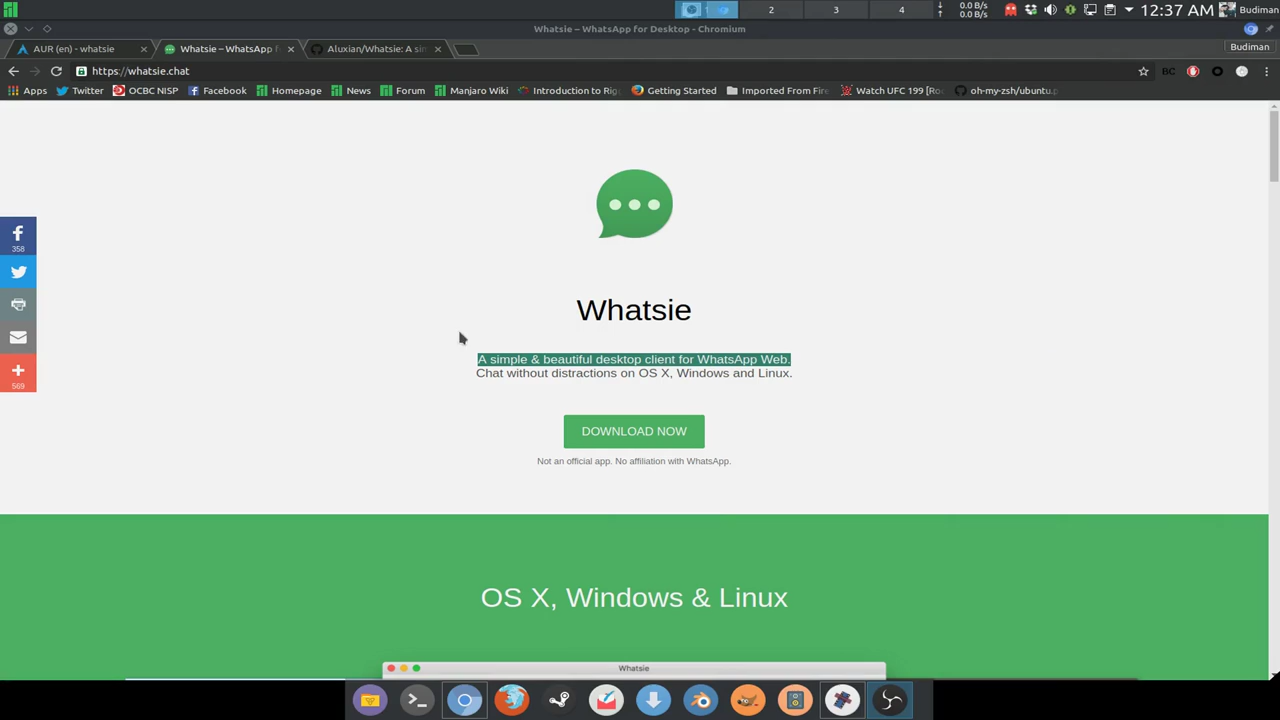 2
3
4
0.0 B/s
0.0 B/s
12:37 AM
Budiman
Whatsie – WhatsApp for Desktop - Chromium
AUR (en) - whatsie
Whatsie – WhatsApp f
Aluxian/Whatsie: A sim
Budiman
https://whatsie.chat
BC
Apps
Twitter
OCBC NISP
Facebook
Homepage
News
Forum
Manjaro Wiki
Introduction to Rig
Getting Started
Imported From Fire
Watch UFC 199 [Ro
oh-my-zsh/ubuntu.p
358
569
Whatsie
A simple & beautiful desktop client for WhatsApp Web.
Chat without distractions on OS X, Windows and Linux.
DOWNLOAD NOW
Not an official app. No affiliation with WhatsApp.
OS X, Windows & Linux
Whatsie